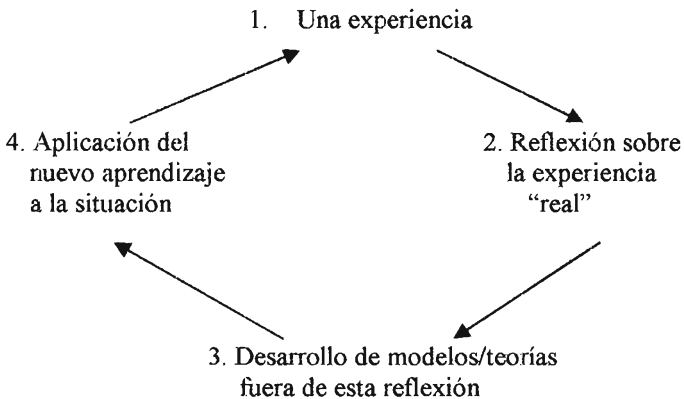 1. Una experiencia
2. Reflexión sobre
la experiencia
“real”
3. Desarrollo de modelos/teorías
fuera de esta reflexión
4. Aplicación del
nuevo aprendizaje
a la situación